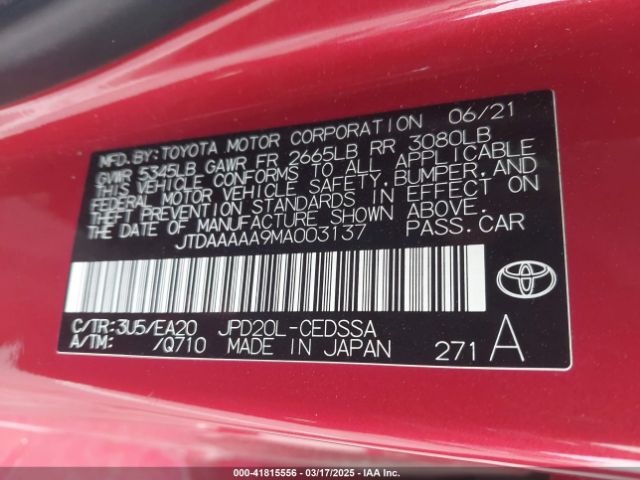 MFD. BY: TOYOTA MOTOR CORPORATION 06/21
GVWR 5345LB GAWR FR 2665LB RR 3080LB
THIS VEHICLE CONFORMS TO ALL APPLICABLE
FEDERAL MOTOR VEHICLE SAFETY, BUMPER, AND
THEFT PREVENTION STANDARDS IN EFFECT ON
THE DATE OF MANUFACTURE SHOWN ABOVE.
JTDAAAAA9MA003137 PASS. CAR
C/TR: 3U5/EA20 JPD20L-CEDSSA
A/TM: /Q710 MADE IN JAPAN 271 A
000-41815556 | 03/17/2025 | IAA Inc.